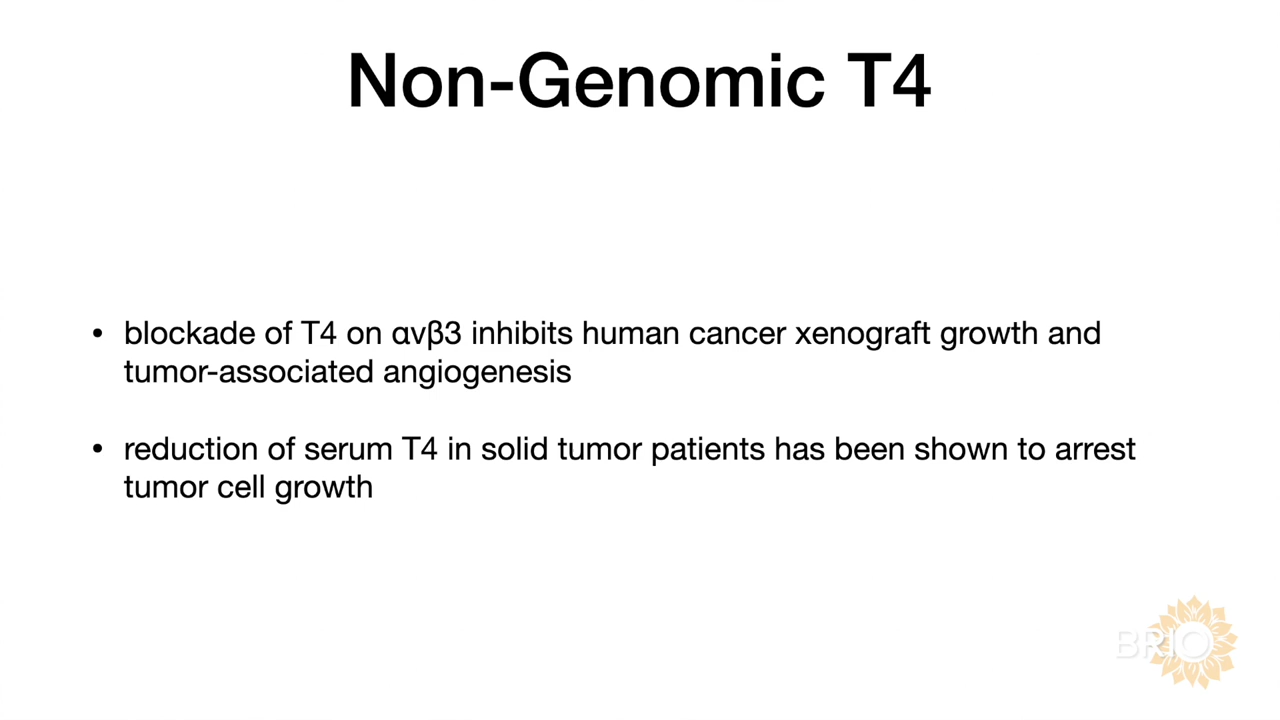 Non-Genomic T4
• blockade of T4 on αvβ3 inhibits human cancer xenograft growth and
tumor-associated angiogenesis
• reduction of serum T4 in solid tumor patients has been shown to arrest
tumor cell growth
BRIO